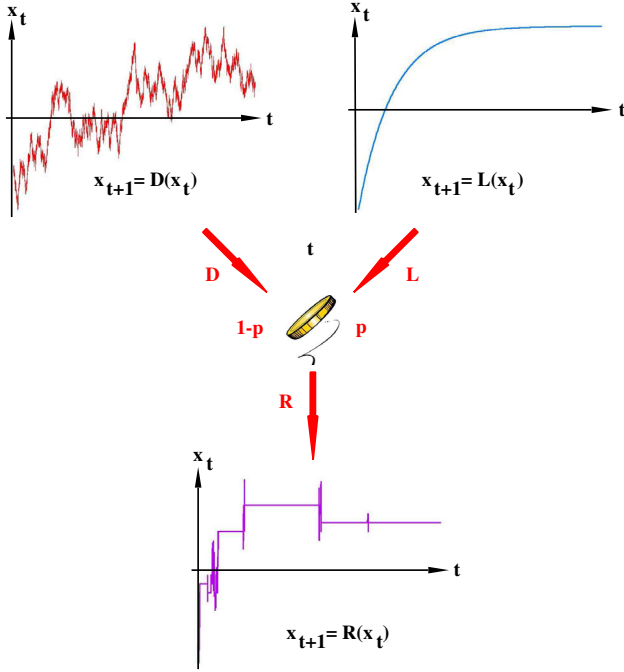 x_t
t
x_{t+1}= D(x_t)
x_t
t
x_{t+1}= L(x_t)
t
D
L
1-p
p
R
x_t
t
x_{t+1}= R(x_t)